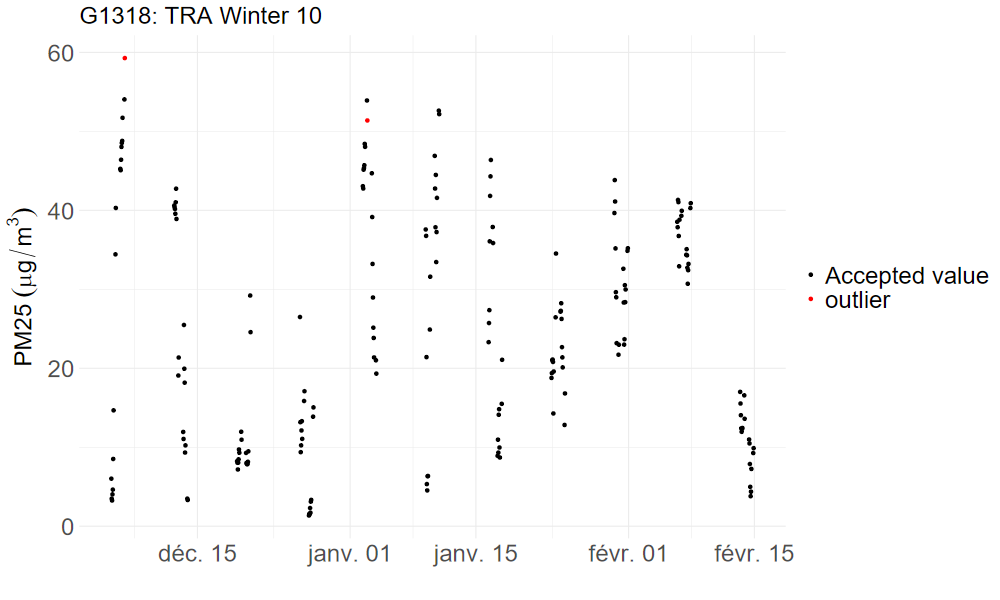 G1318: TRA Winter 10
PM25 (μg/m³)
60
40
20
0
déc. 15
janv. 01
janv. 15
févr. 01
févr. 15
Accepted value
outlier